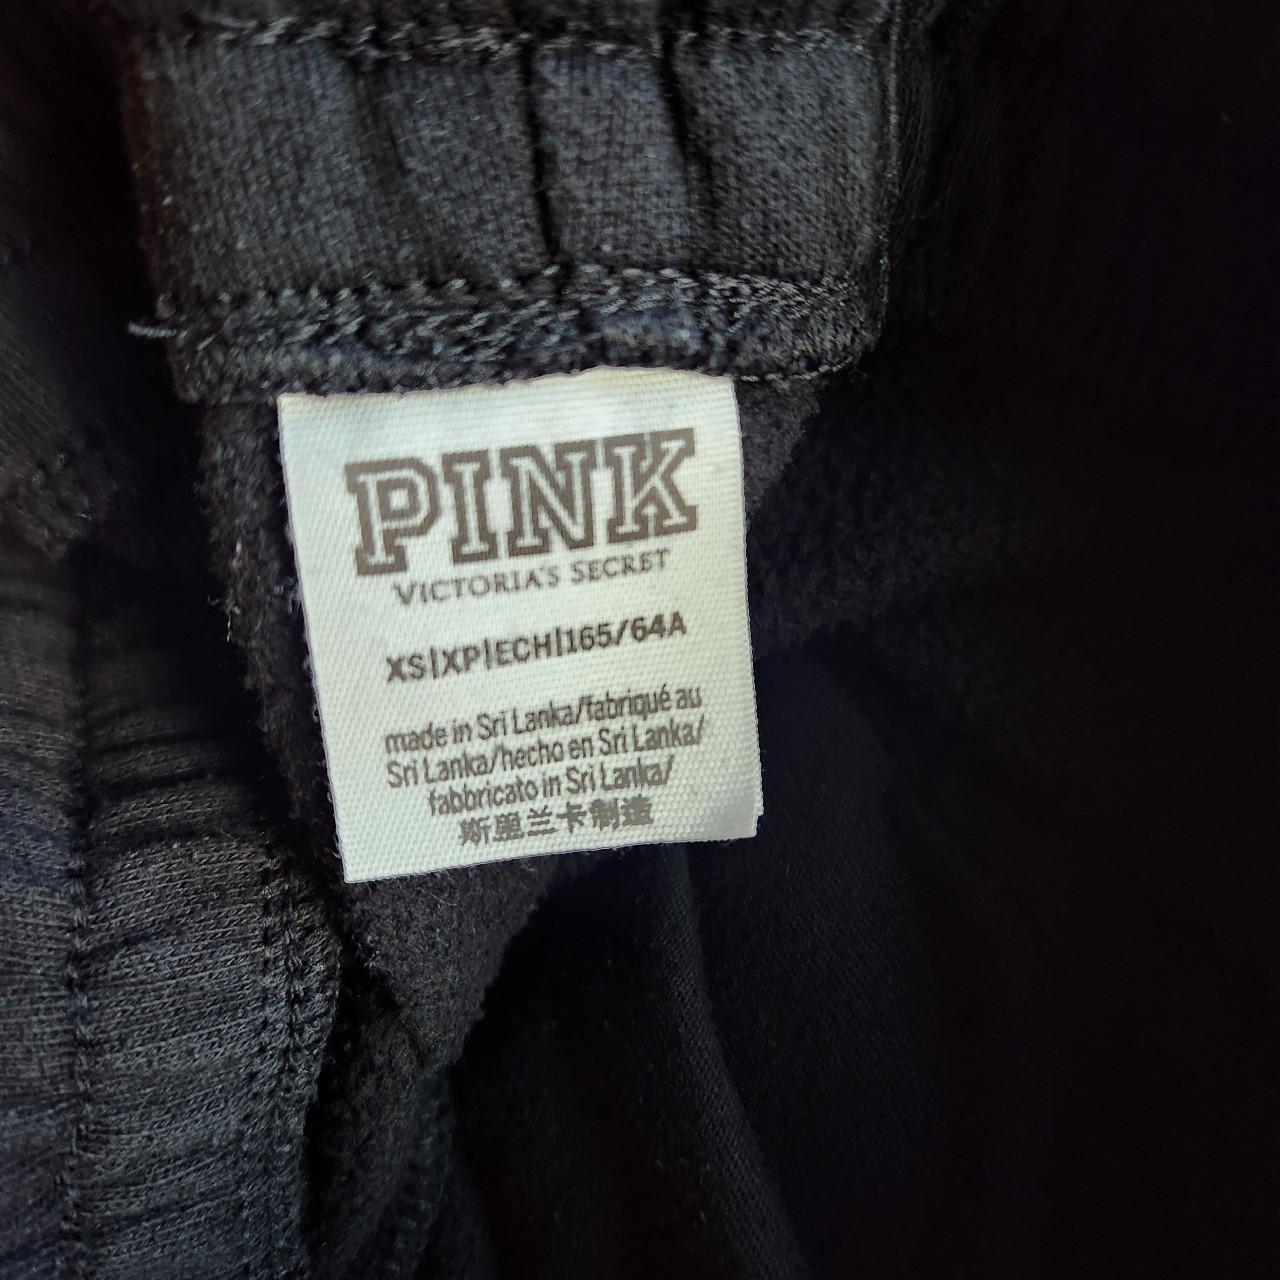 PINK
VICTORIA'S SECRET
XS|XP|ECH|165/64A
made in Sri Lanka/fabriqué au
Sri Lanka/hecho en Sri Lanka/
fabbricato in Sri Lanka/
斯里兰卡制造